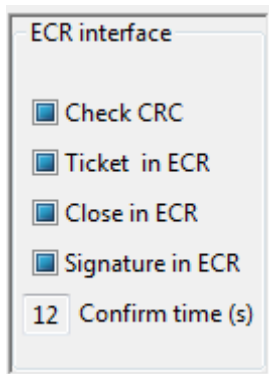 ECR interface
Check CRC
Ticket in ECR
Close in ECR
Signature in ECR
12 Confirm time (s)